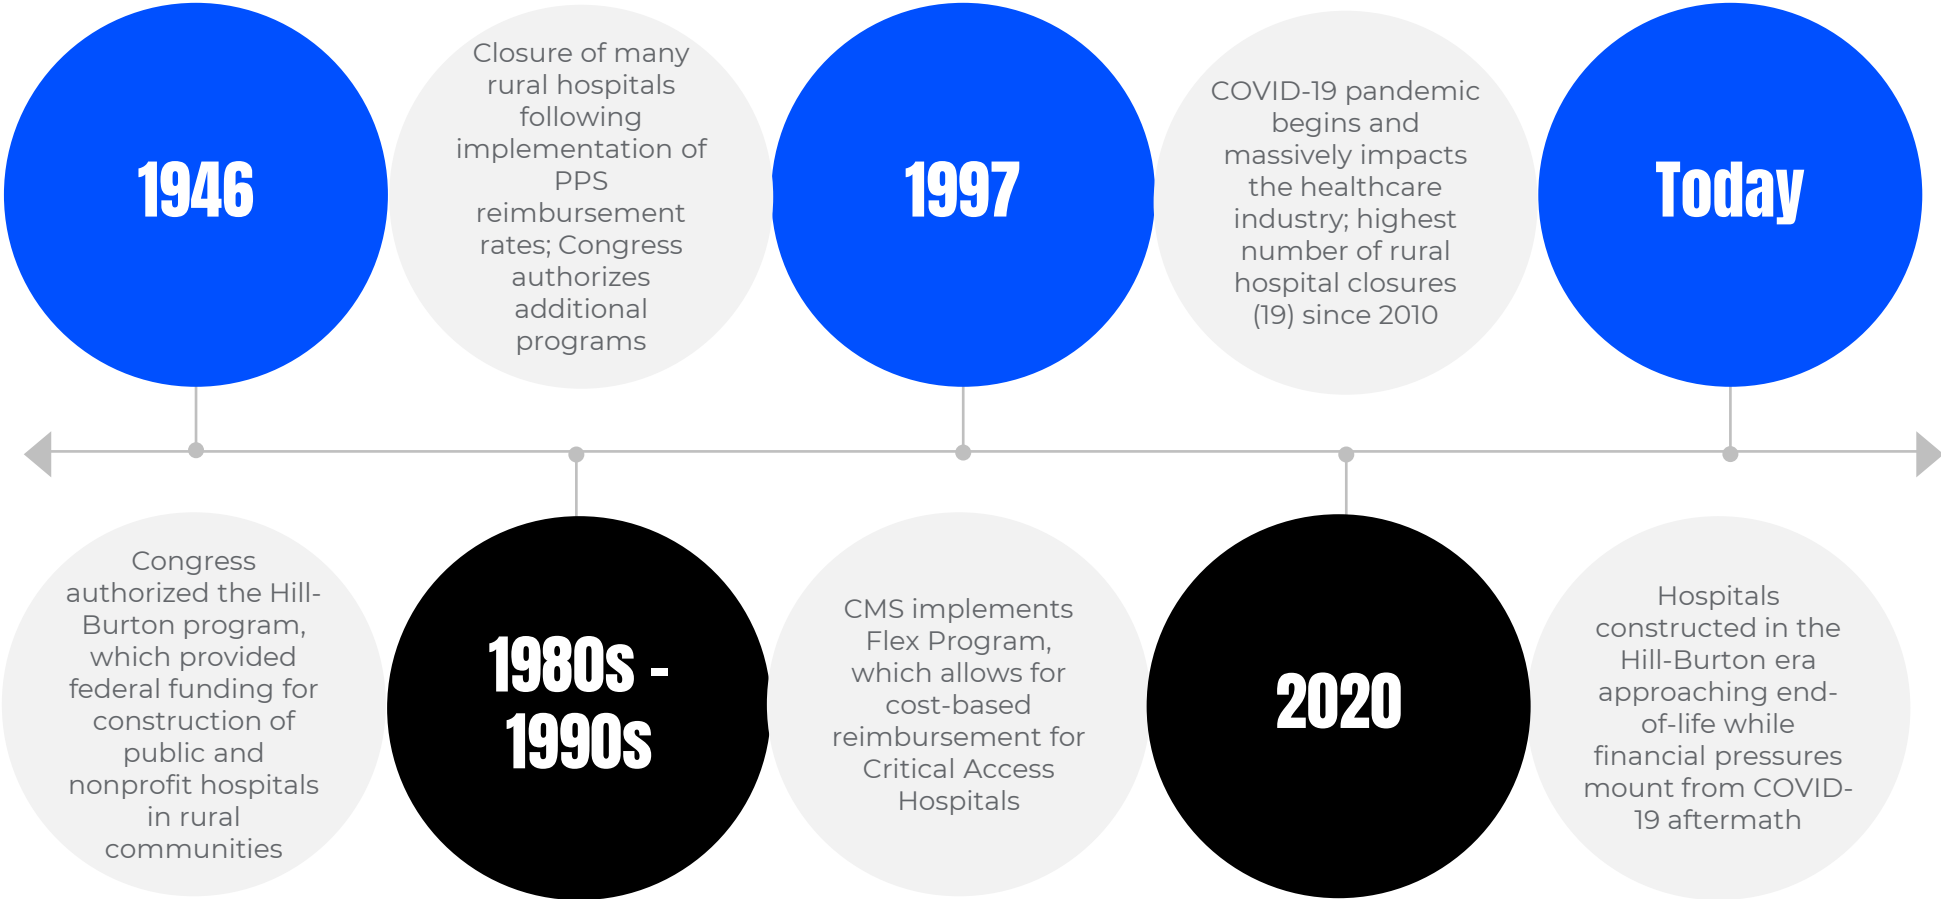 1946
Closure of many
rural hospitals
following
implementation of
PPS
reimbursement
rates; Congress
authorizes
additional
programs
1997
COVID-19 pandemic
begins and
massively impacts
the healthcare
industry; highest
number of rural
hospital closures
(19) since 2010
Today
Congress
authorized the Hill-
Burton program,
which provided
federal funding for
construction of
public and
nonprofit hospitals
in rural
communities
1980s -
1990s
CMS implements
Flex Program,
which allows for
cost-based
reimbursement for
Critical Access
Hospitals
2020
Hospitals
constructed in the
Hill-Burton era
approaching end-
of-life while
financial pressures
mount from COVID-
19 aftermath